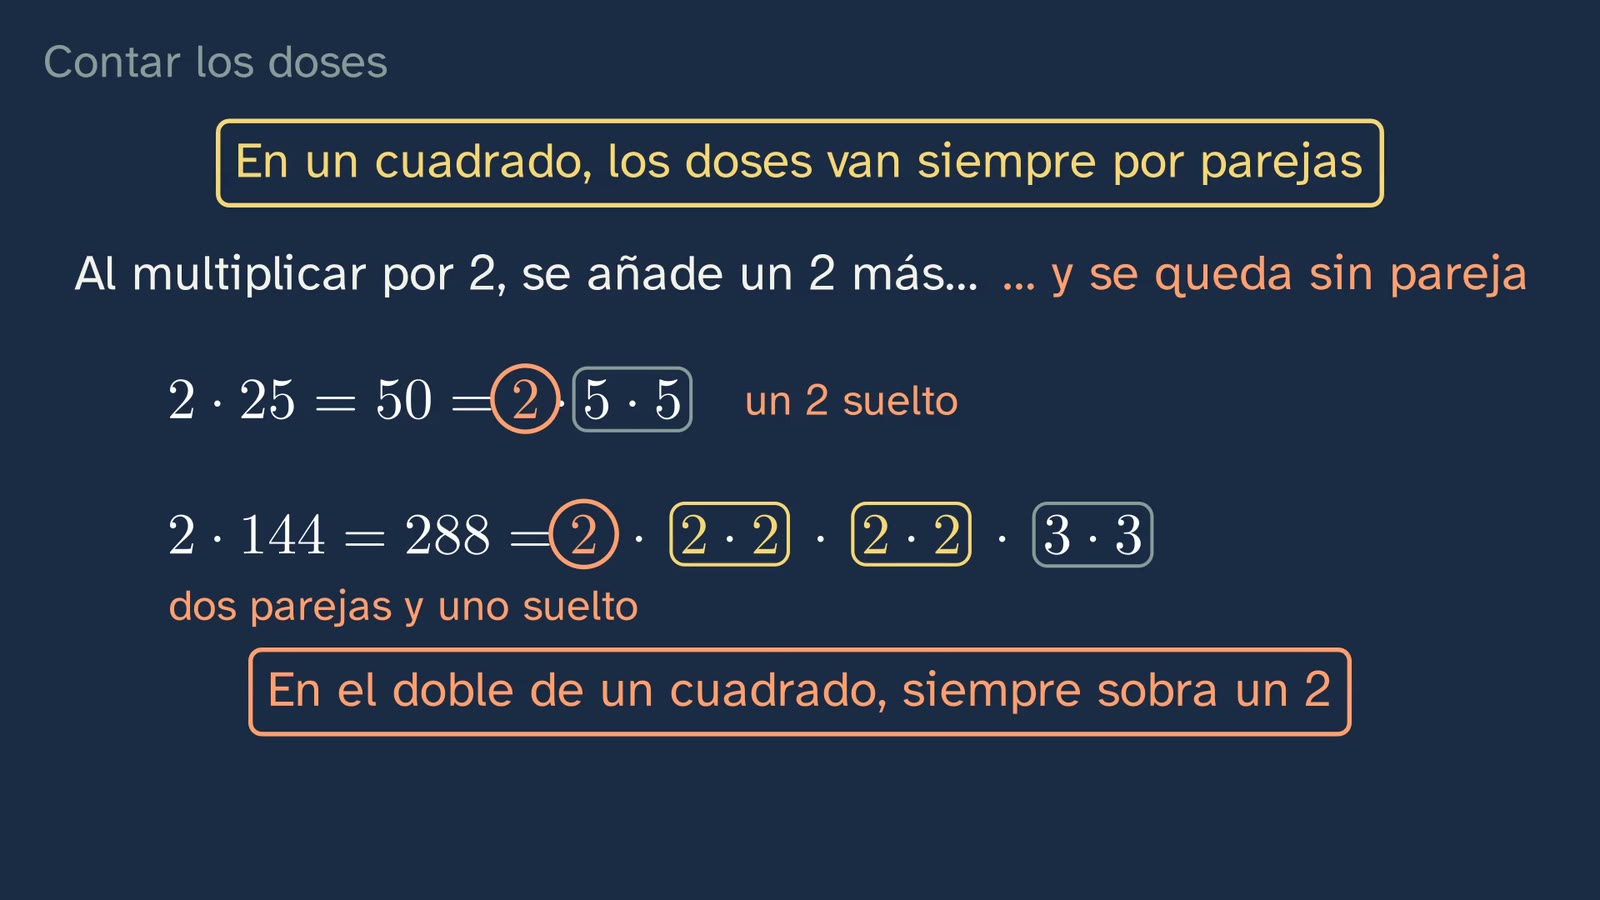 Contar los doses
En un cuadrado, los doses van siempre por parejas
Al multiplicar por 2, se añade un 2 más... ... y se queda sin pareja
2 · 25 = 50 = 2 · 5 · 5 un 2 suelto
2 · 144 = 288 = 2 · 2 · 2 · 2 · 2 · 3 · 3
dos parejas y uno suelto
En el doble de un cuadrado, siempre sobra un 2